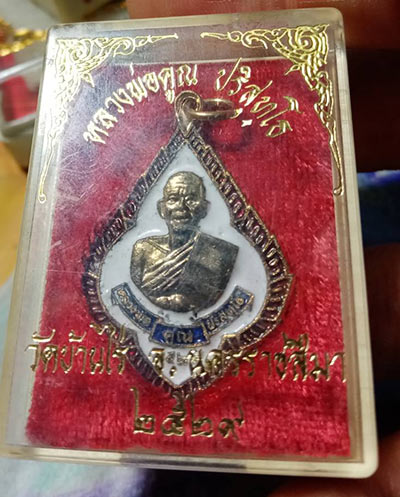 หลวงพ่อคูณ ปริสุทฺโธ
คูณ
วัดบ้านไร่ จ. นครราชสีมา
๒๕๒๙